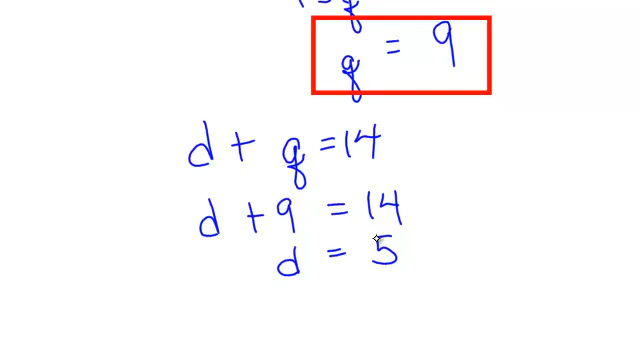 q = 9
d + q = 14
d + 9 = 14
d = 5